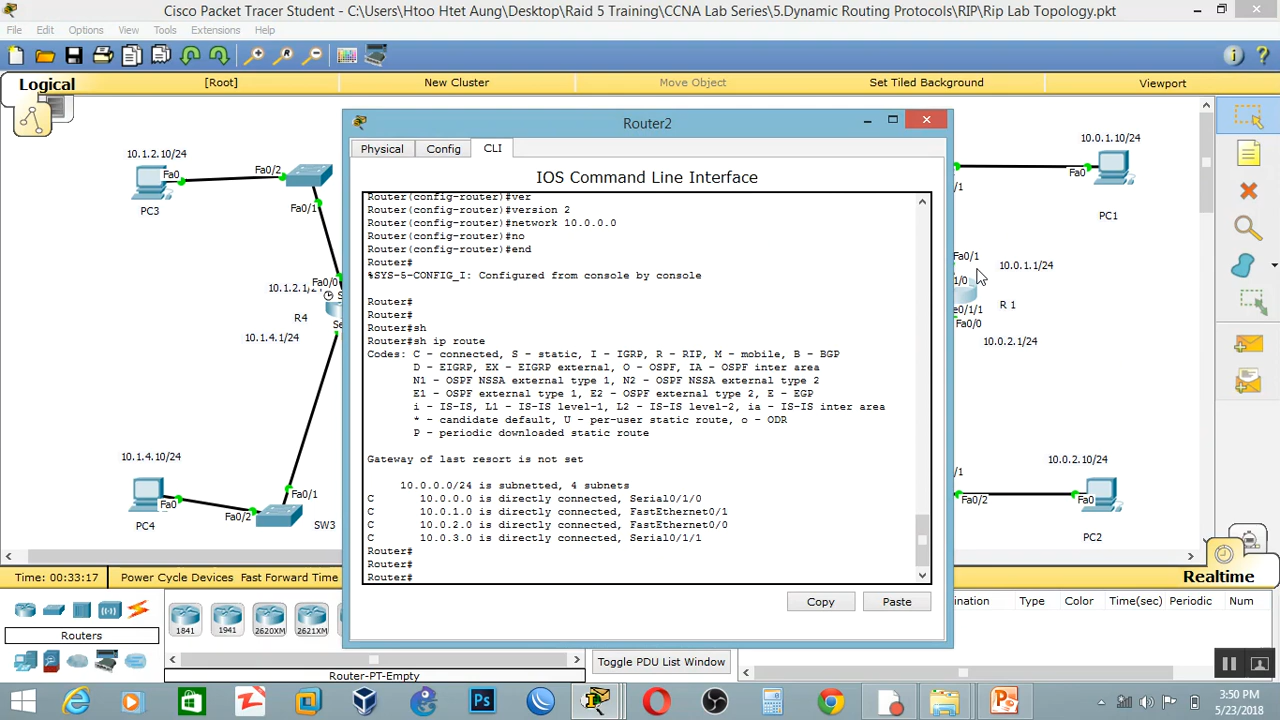 Cisco Packet Tracer Student - C:\Users\Htoo Htet Aung\Desktop\Raid 5 Training\CCNA Lab Series\5.Dynamic Routing Protocols\RIP\Rip Lab Topology.pkt
File Edit Options View Tools Extensions Help
Logical
[Root]
New Cluster
Move Object
Set Tiled Background
Viewport
Router2
Physical
Config
CLI
IOS Command Line Interface
Router(config-router)#ver
Router(config-router)#version 2
Router(config-router)#network 10.0.0.0
Router(config-router)#no
Router(config-router)#end
Router#
%SYS-5-CONFIG_I: Configured from console by console
Router#
Router#
Router#sh
Router#sh ip route
Codes: C - connected, S - static, I - IGRP, R - RIP, M - mobile, B - BGP
D - EIGRP, EX - EIGRP external, O - OSPF, IA - OSPF inter area
N1 - OSPF NSSA external type 1, N2 - OSPF NSSA external type 2
E1 - OSPF external type 1, E2 - OSPF external type 2, E - EGP
i - IS-IS, L1 - IS-IS level-1, L2 - IS-IS level-2, ia - IS-IS inter area
* - candidate default, U - per-user static route, o - ODR
P - periodic downloaded static route
Gateway of last resort is not set
10.0.0.0/24 is subnetted, 4 subnets
C 10.0.0.0 is directly connected, Serial0/1/0
C 10.0.1.0 is directly connected, FastEthernet0/1
C 10.0.2.0 is directly connected, FastEthernet0/0
C 10.0.3.0 is directly connected, Serial0/1/1
Router#
Router#
Router#
Copy
Paste
10.1.2.10/24
Fa0
Fa0/2
PC3
Fa0/1
Fa0/0
10.1.2.1/24
R4
Se
10.1.4.1/24
10.1.4.10/24
Fa0/1
Fa0
PC4
Fa0/2
SW3
10.0.1.10/24
/1
Fa0
PC1
Fa0/1
10.0.1.1/24
1/0
R 1
e0/1/1
Fa0/0
10.0.2.1/24
10.0.2.10/24
/1
Fa0/2
Fa0
PC2
Time: 00:33:17
Power Cycle Devices
Fast Forward Time
Realtime
Routers
1841
1941
2620XM
2621XM
Router-PT-Empty
Toggle PDU List Window
ination
Type
Color
Time(sec)
Periodic
Num
3:50 PM
5/23/2018